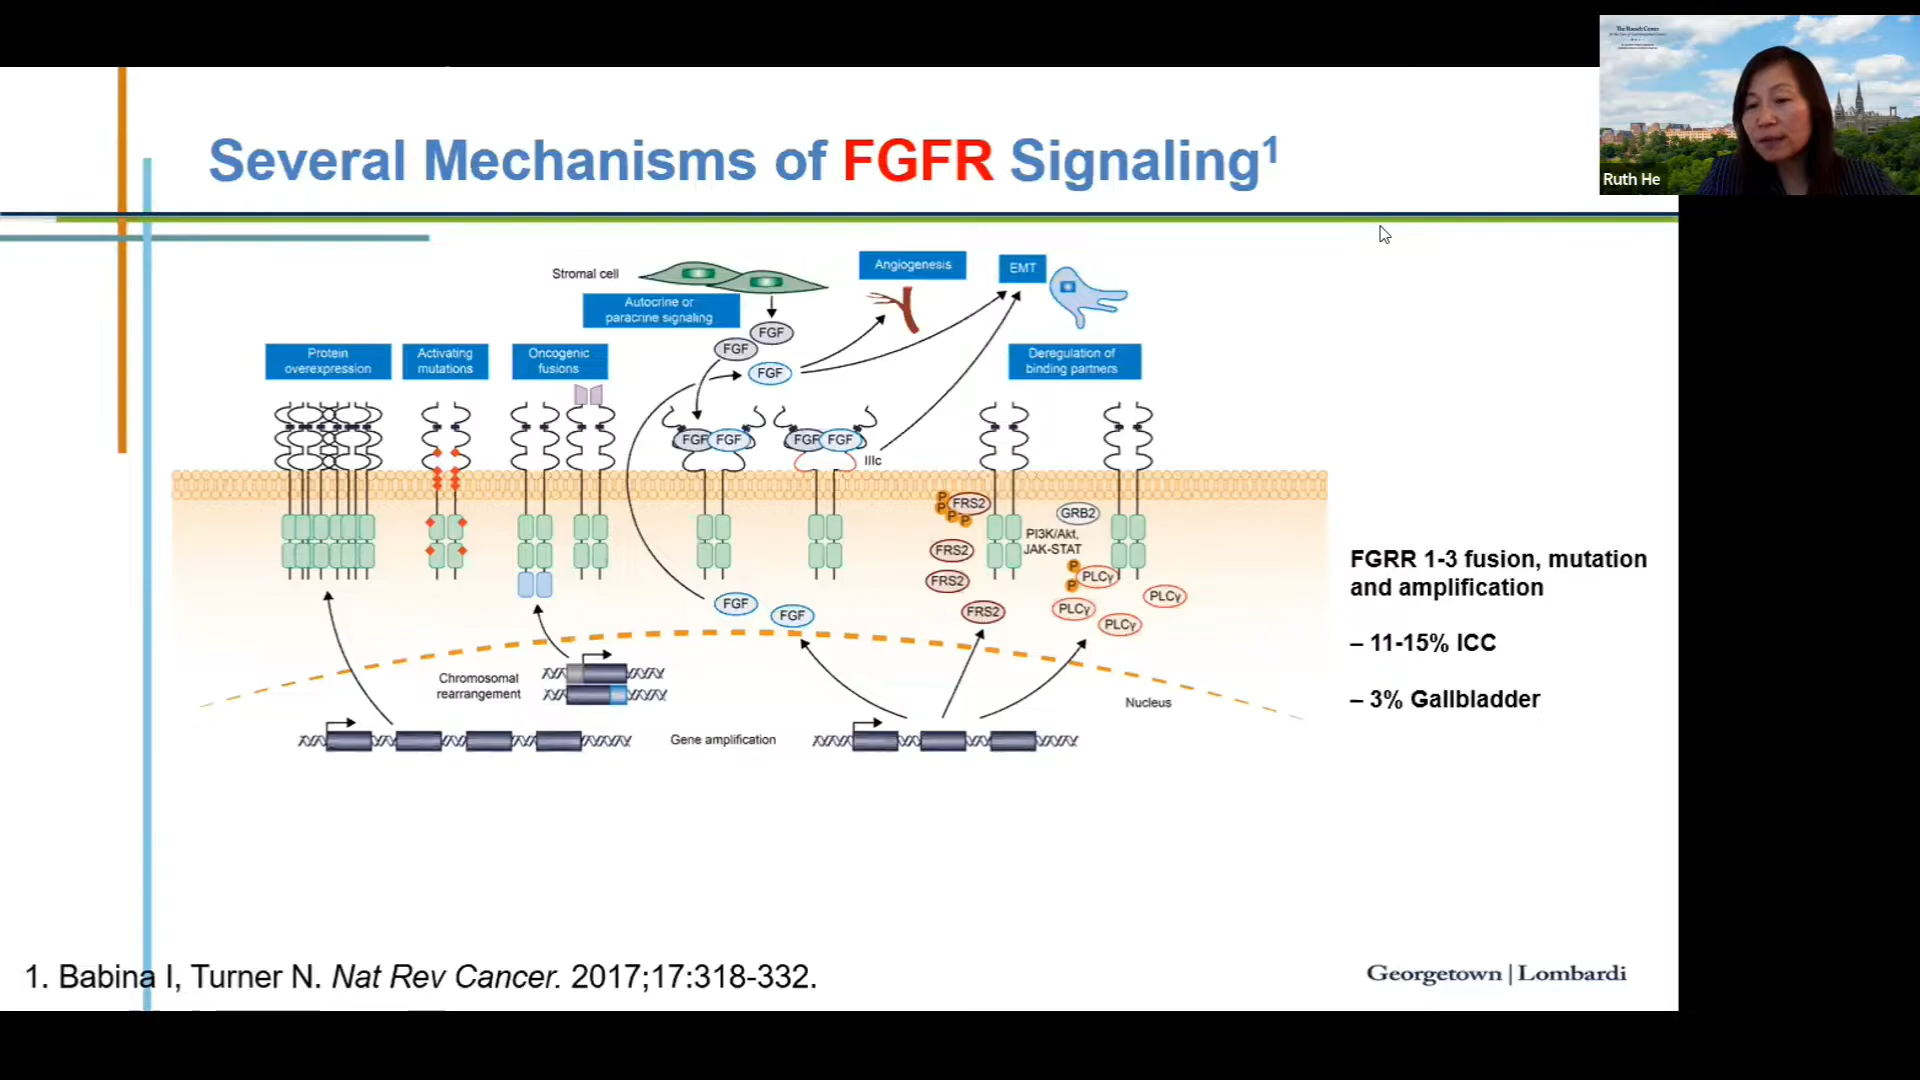 Several Mechanisms of FGFR Signaling1
Ruth He
Stromal cell
Angiogenesis
EMT
Autocrine or
paracrine signaling
FGF
FGF
FGF
Protein
overexpression
Activating
mutations
Oncogenic
fusions
Deregulation of
binding partners
FGF
FGF
FGF
FGF
IIIc
P
P
P
P
FRS2
GRB2
PI3K/Akt,
JAK-STAT
FRS2
FRS2
FRS2
P
P
PLCγ
PLCγ
PLCγ
PLCγ
FGF
FGF
Chromosomal
rearrangement
Nucleus
Gene amplification
FGRR 1-3 fusion, mutation
and amplification
– 11-15% ICC
– 3% Gallbladder
1. Babina I, Turner N. Nat Rev Cancer. 2017;17:318-332.
Georgetown | Lombardi